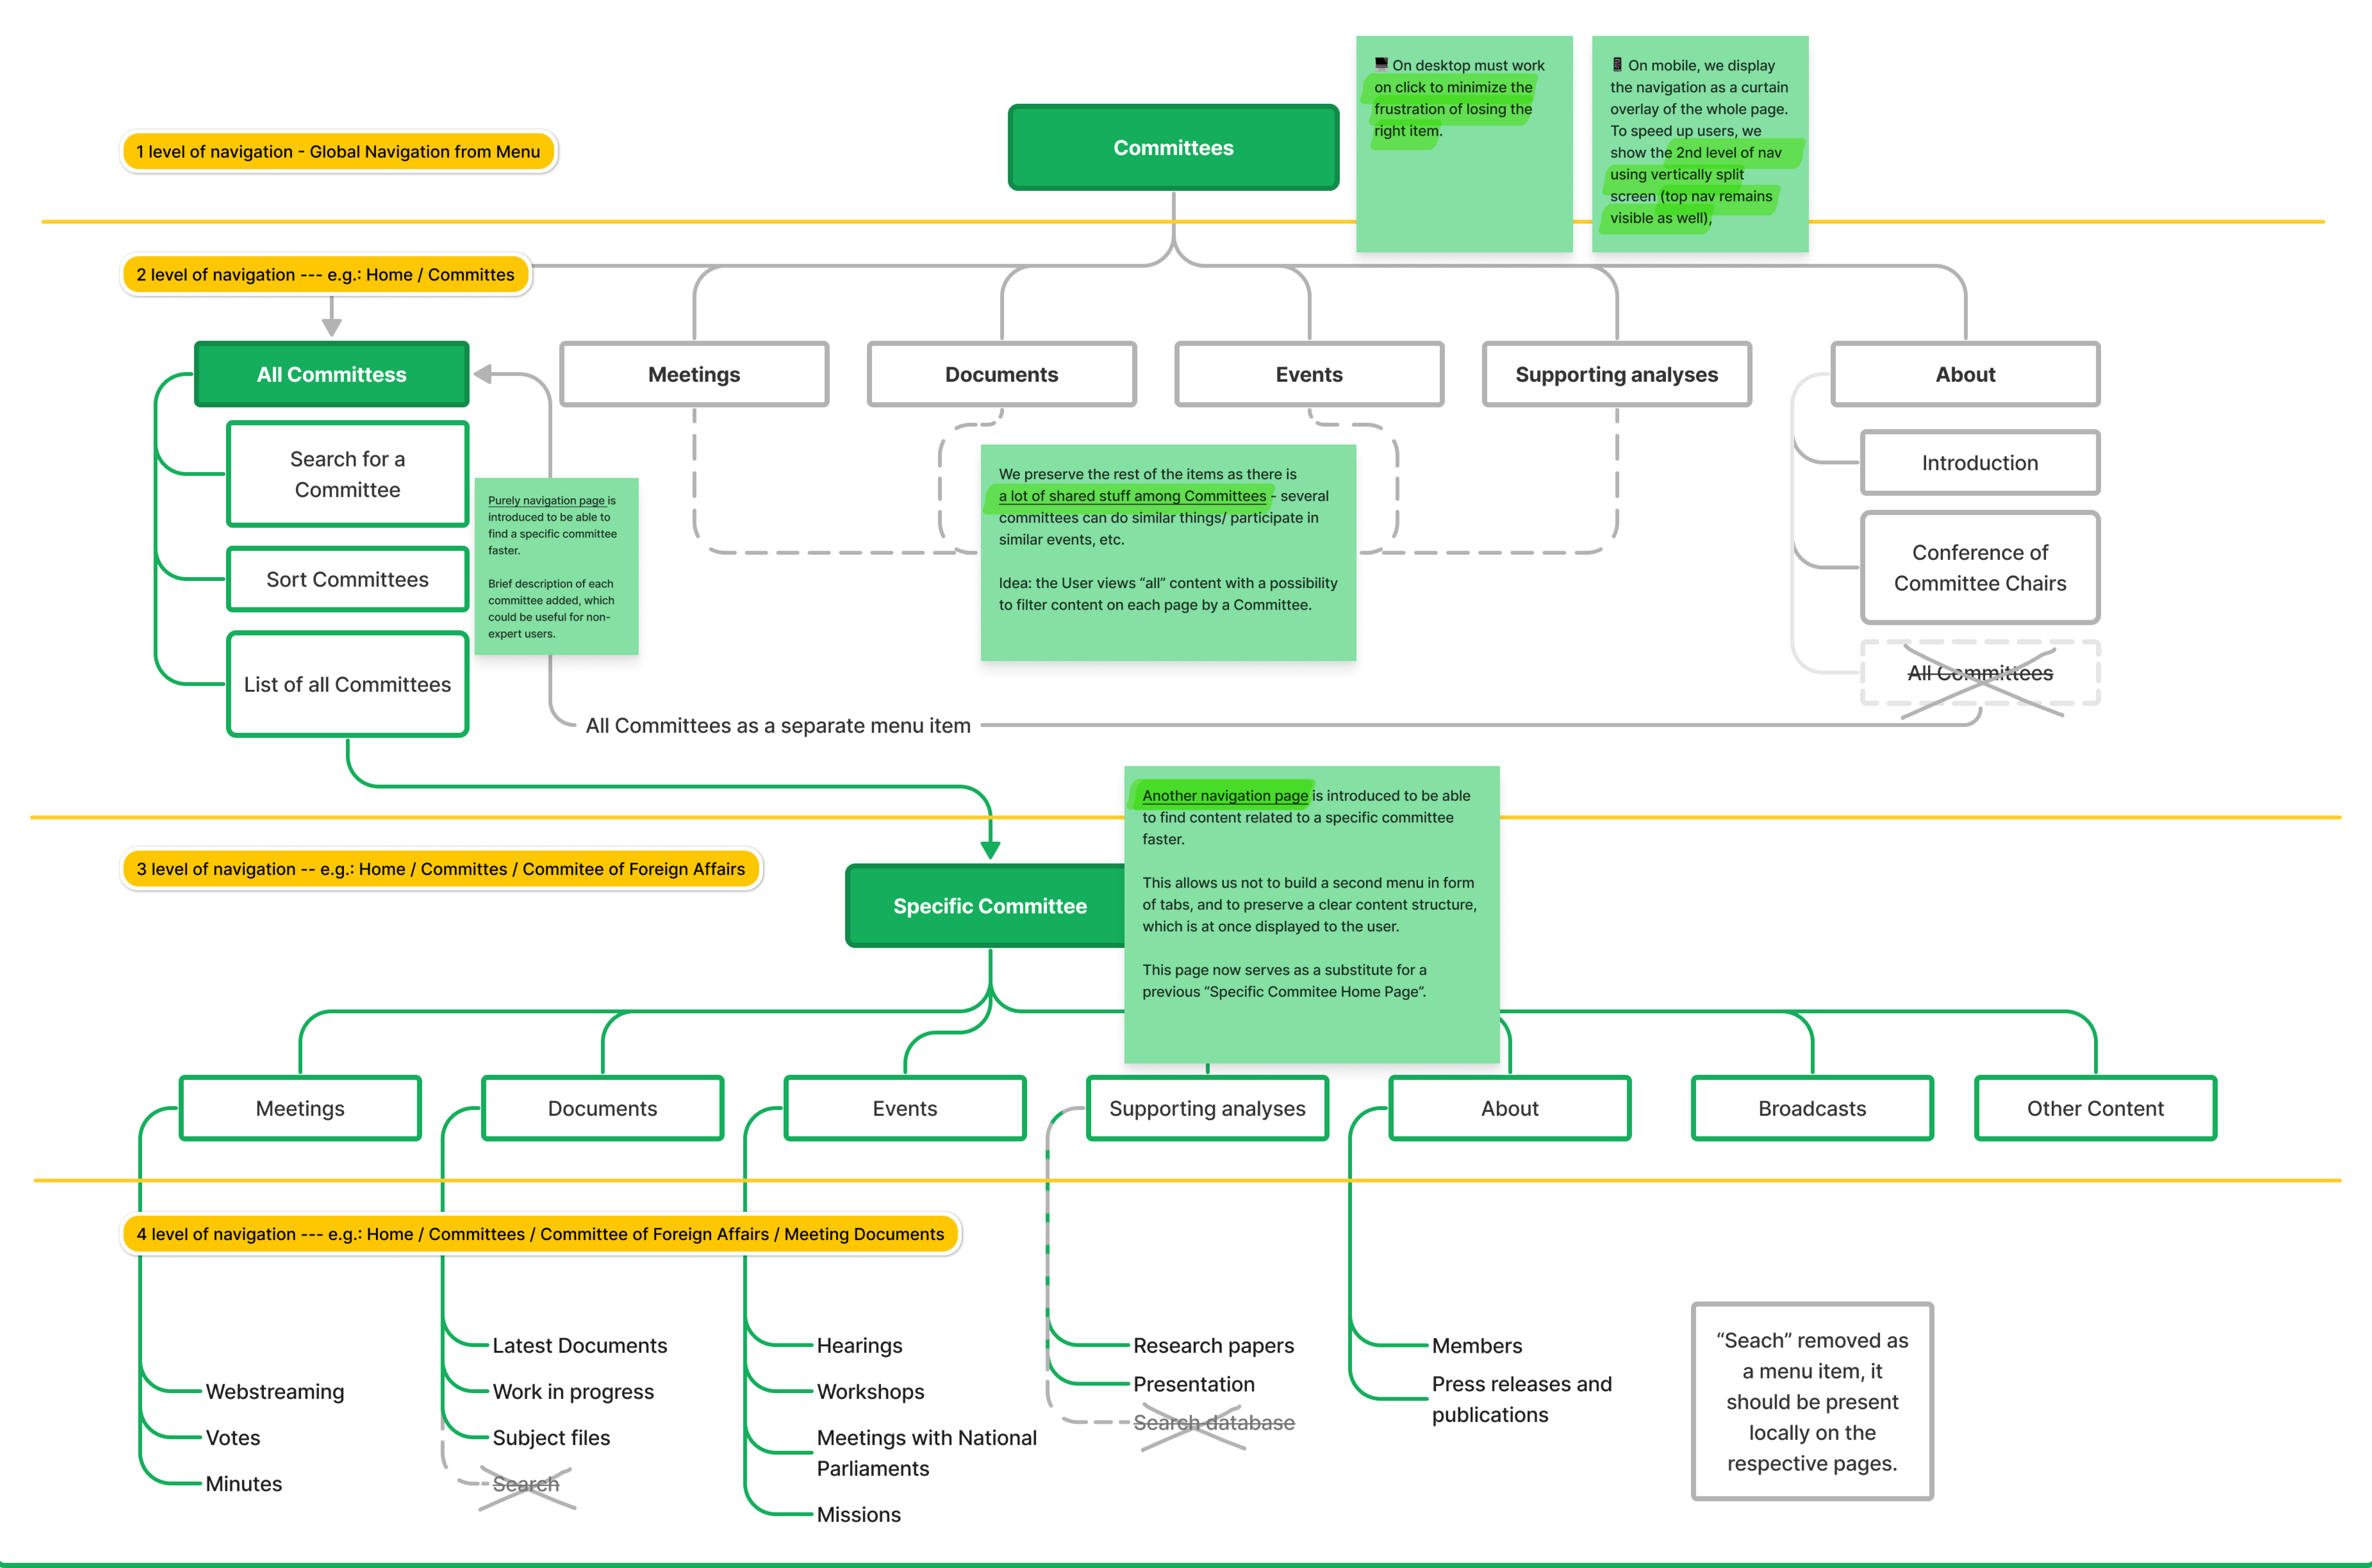 🖥️ On desktop must work
on click to minimize the
frustration of losing the
right item.
📱 On mobile, we display
the navigation as a curtain
overlay of the whole page.
To speed up users, we
show the 2nd level of nav
using vertically split
screen (top nav remains
visible as well),
1 level of navigation - Global Navigation from Menu
Committees
2 level of navigation --- e.g.: Home / Committes
All Committess
Meetings
Documents
Events
Supporting analyses
About
Search for a
Committee
Sort Committees
List of all Committees
Purely navigation page is
introduced to be able to
find a specific committee
faster.
Brief description of each
committee added, which
could be useful for non-
expert users.
We preserve the rest of the items as there is
a lot of shared stuff among Committees - several
committees can do similar things/ participate in
similar events, etc.
Idea: the User views “all” content with a possibility
to filter content on each page by a Committee.
Introduction
Conference of
Committee Chairs
All Committees
All Committees as a separate menu item
Another navigation page is introduced to be able
to find content related to a specific committee
faster.
This allows us not to build a second menu in form
of tabs, and to preserve a clear content structure,
which is at once displayed to the user.
This page now serves as a substitute for a
previous “Specific Commitee Home Page”.
3 level of navigation -- e.g.: Home / Committes / Commitee of Foreign Affairs
Specific Committee
Meetings
Documents
Events
Supporting analyses
About
Broadcasts
Other Content
4 level of navigation --- e.g.: Home / Committees / Committee of Foreign Affairs / Meeting Documents
Webstreaming
Votes
Minutes
Latest Documents
Work in progress
Subject files
Search
Hearings
Workshops
Meetings with National
Parliaments
Missions
Research papers
Presentation
Search database
Members
Press releases and
publications
“Seach” removed as
a menu item, it
should be present
locally on the
respective pages.